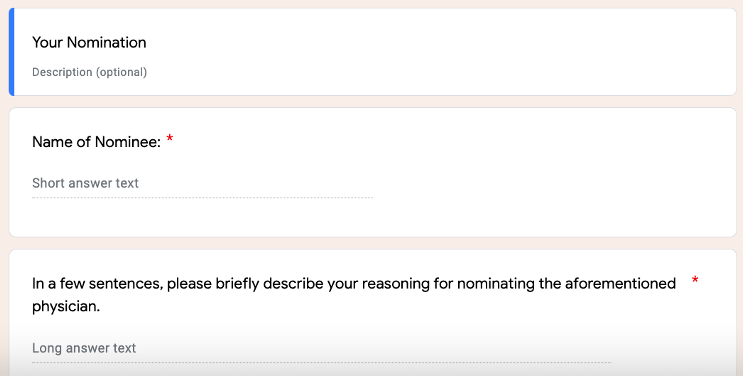 Your Nomination
Description (optional)
Name of Nominee: *
Short answer text
In a few sentences, please briefly describe your reasoning for nominating the aforementioned *
physician.
Long answer text